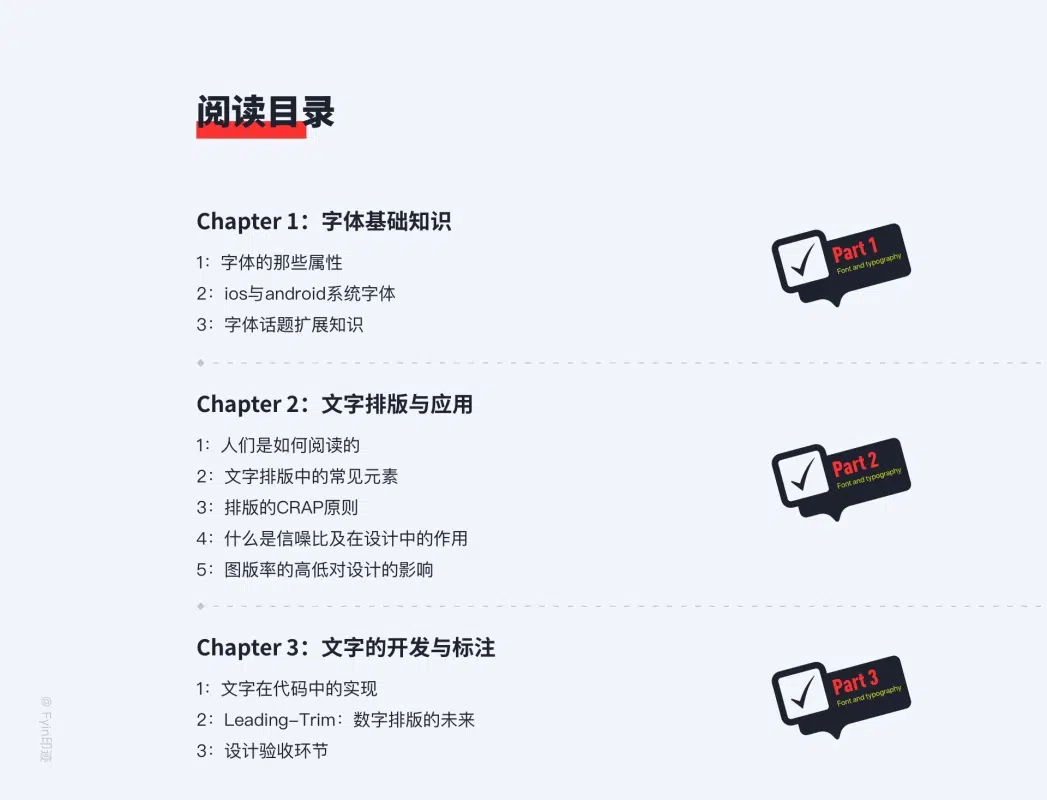 阅读目录
Chapter 1：字体基础知识
1：字体的那些属性
2：ios与android系统字体
3：字体话题扩展知识
Part 1
Font and typography
Chapter 2：文字排版与应用
1：人们是如何阅读的
2：文字排版中的常见元素
3：排版的CRAP原则
4：什么是信噪比及在设计中的作用
5：图版率的高低对设计的影响
Part 2
Font and typography
Chapter 3：文字的开发与标注
1：文字在代码中的实现
2：Leading-Trim：数字排版的未来
3：设计验收环节
Part 3
Font and typography
@ Fyin印迹